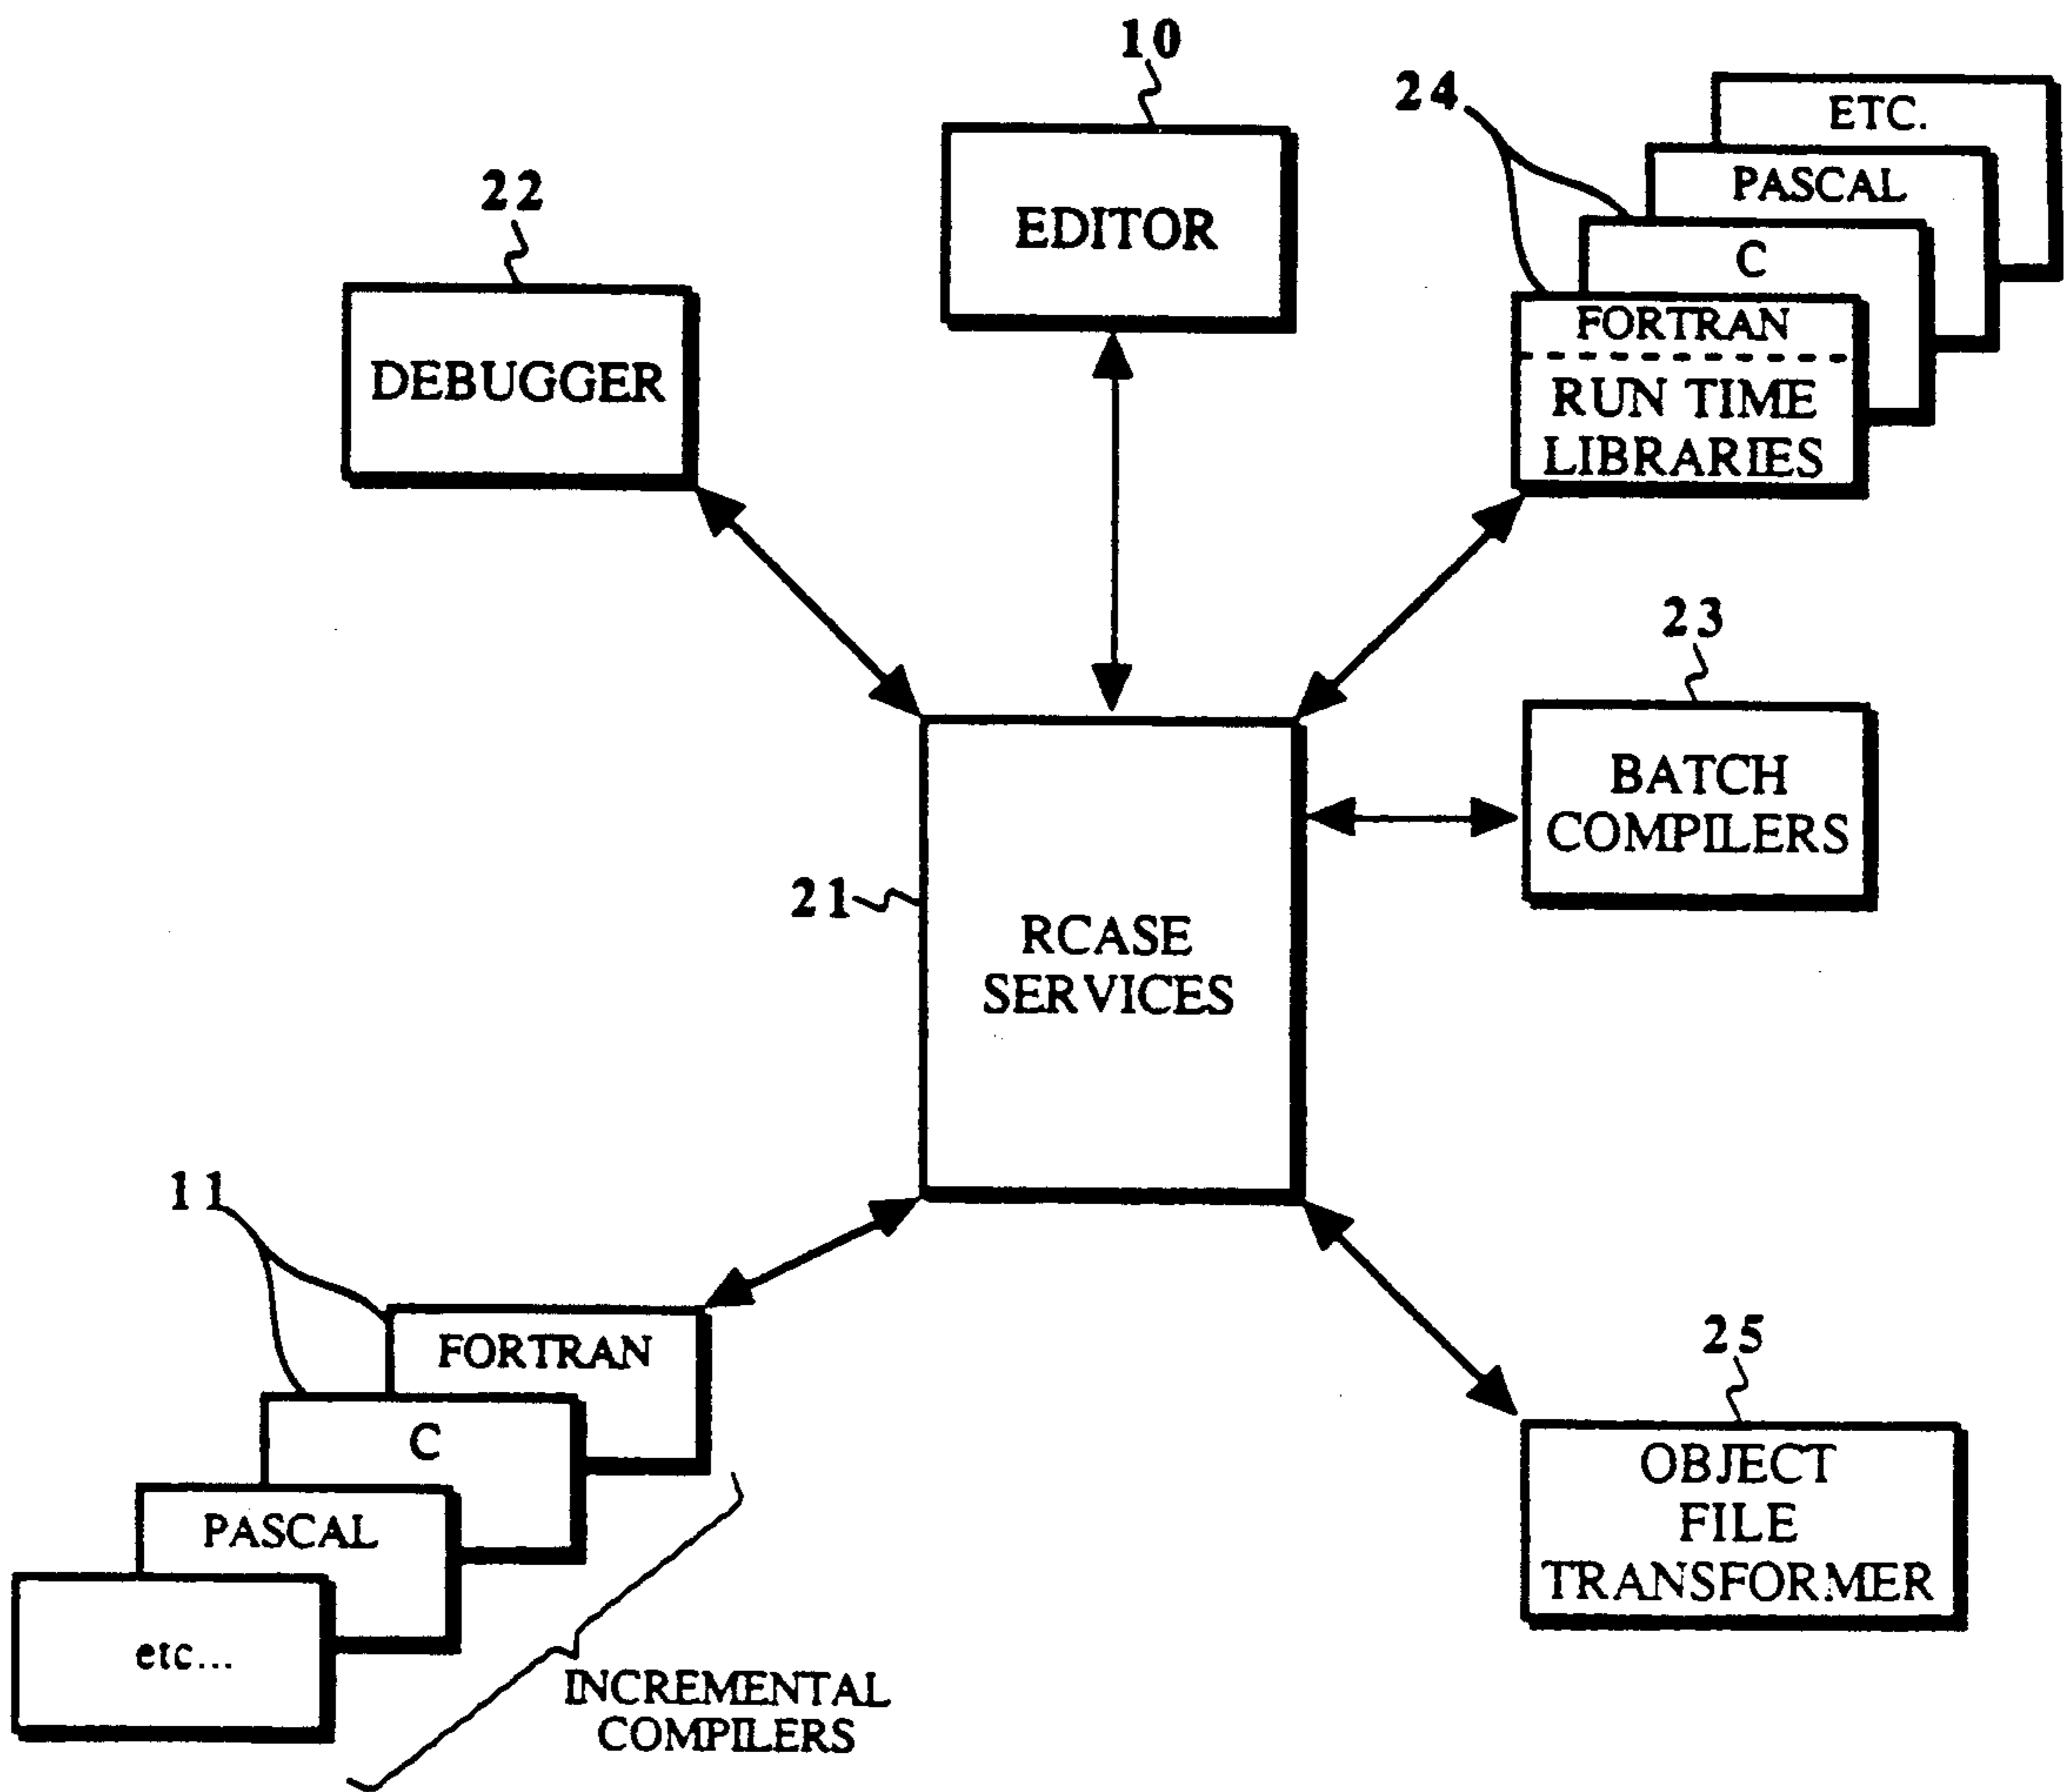 10
24
ETC.
PASCAL
C
FORTRAN
RUN TIME
LIBRARIES
22
EDITOR
DEBUGGER
23
BATCH
COMPILERS
21
RCASE
SERVICES
11
FORTRAN
C
PASCAL
etc...
INCREMENTAL
COMPILERS
25
OBJECT
FILE
TRANSFORMER